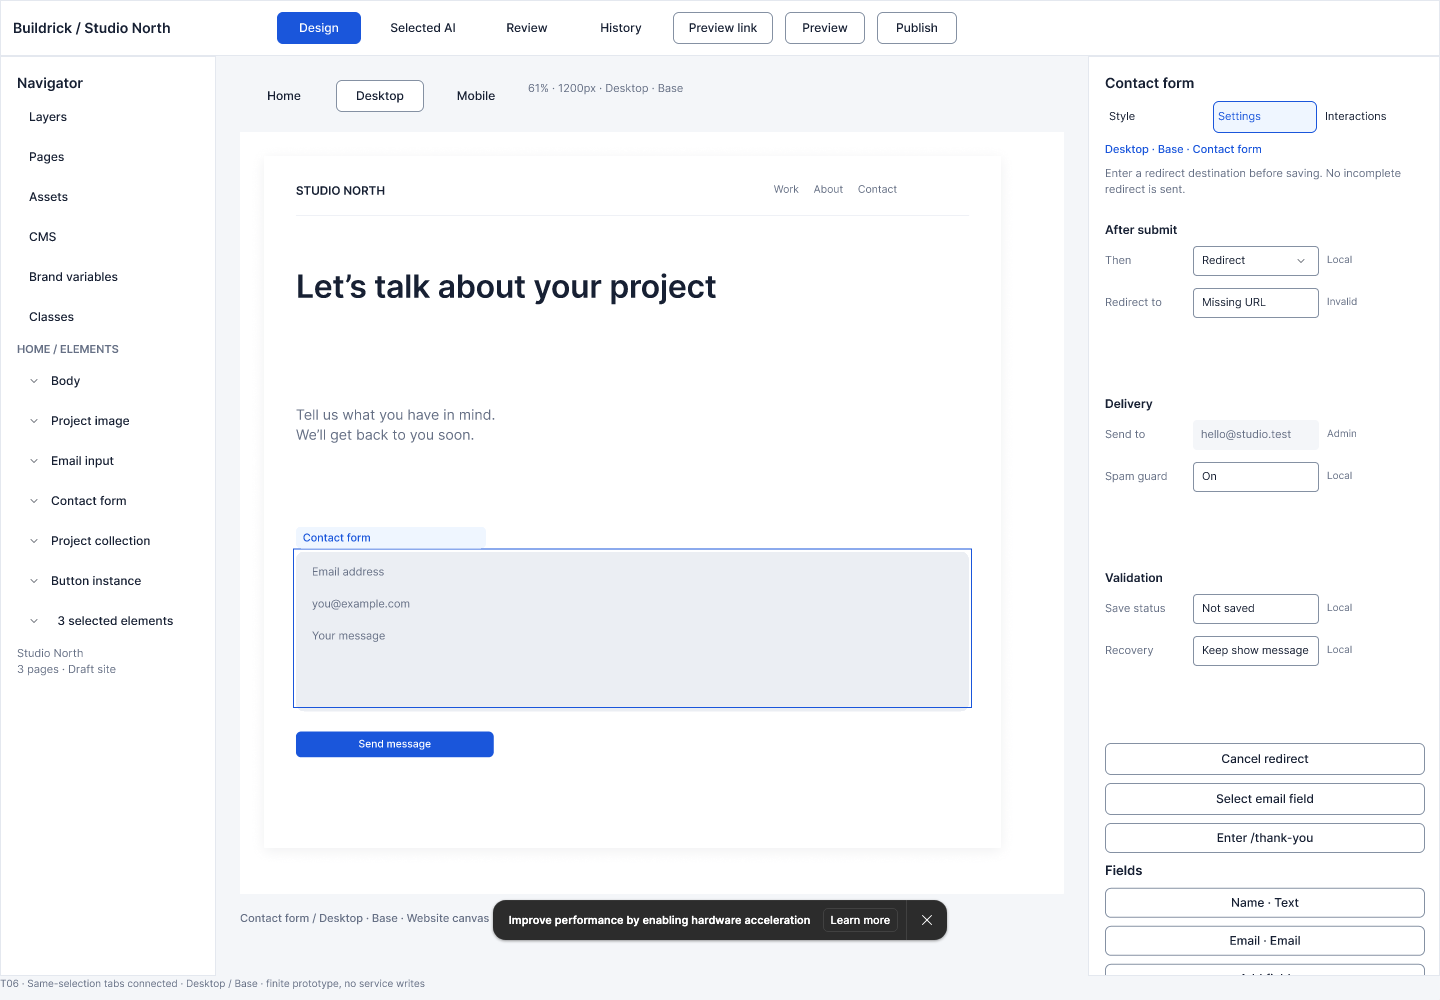 Buildrick / Studio North
Design
Selected AI
Review
History
Preview link
Preview
Publish
Navigator
Layers
Pages
Assets
CMS
Brand variables
Classes
HOME / ELEMENTS
Body
Project image
Email input
Contact form
Project collection
Button instance
3 selected elements
Studio North
3 pages · Draft site
Home
Desktop
Mobile
61% · 1200px · Desktop · Base
STUDIO NORTH
Work
About
Contact
Let’s talk about your project
Tell us what you have in mind.
We’ll get back to you soon.
Contact form
Email address
you@example.com
Your message
Send message
Contact form / Desktop · Base · Website canvas
Improve performance by enabling hardware acceleration
Learn more
Contact form
Style
Settings
Interactions
Desktop · Base · Contact form
Enter a redirect destination before saving. No incomplete
redirect is sent.
After submit
Then
Redirect
Local
Redirect to
Missing URL
Invalid
Delivery
Send to
hello@studio.test
Admin
Spam guard
On
Local
Validation
Save status
Not saved
Local
Recovery
Keep show message
Local
Cancel redirect
Select email field
Enter /thank-you
Fields
Name · Text
Email · Email
T06 · Same-selection tabs connected · Desktop / Base · finite prototype, no service writes